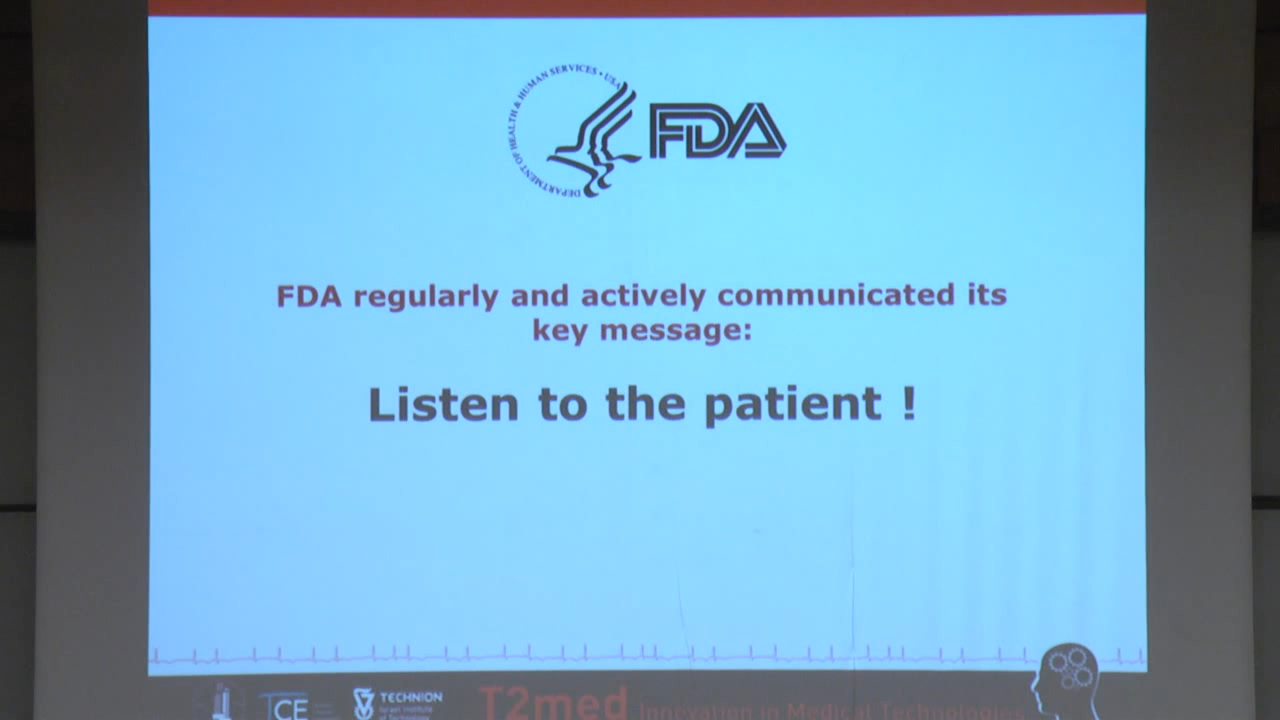 DEPARTMENT OF HEALTH & HUMAN SERVICES • USA
FDA
FDA regularly and actively communicated its
key message:
Listen to the patient !
TCE
TECHNION
Israel Institute
of Technology
T2med Innovation in Medical Technologies